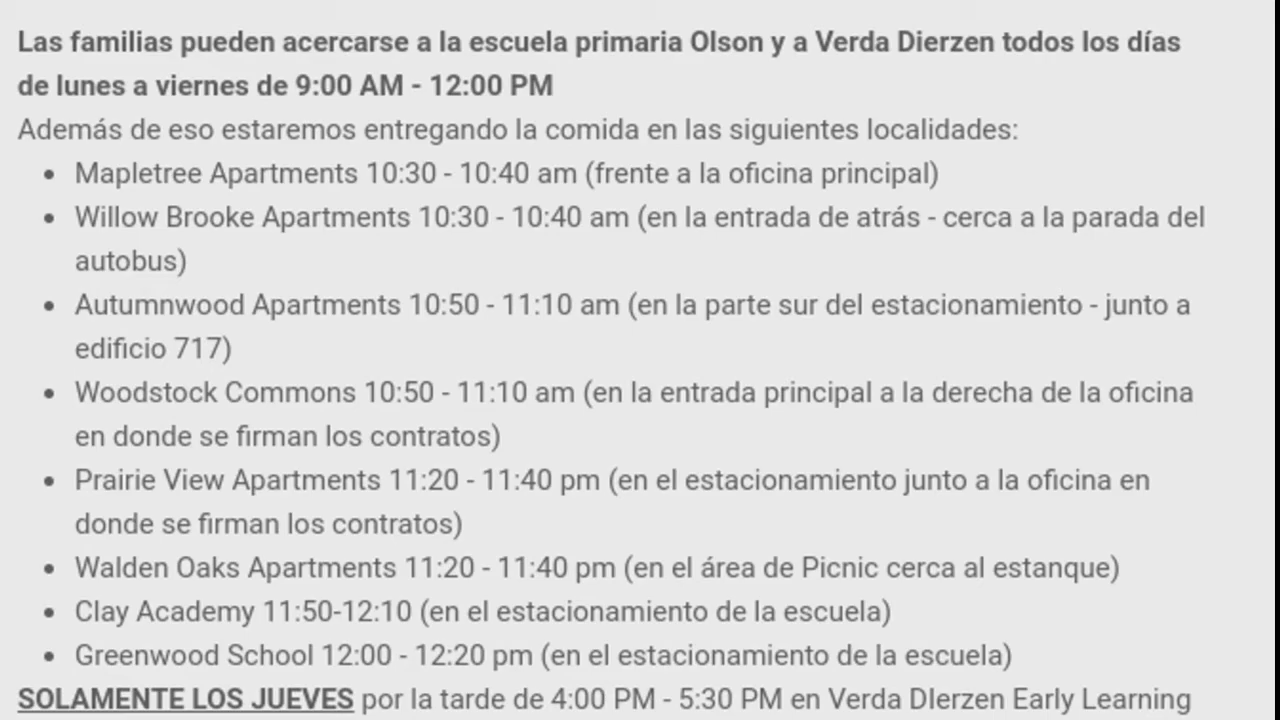 Las familias pueden acercarse a la escuela primaria Olson y a Verda Dierzen todos los días
de lunes a viernes de 9:00 AM - 12:00 PM
Además de eso estaremos entregando la comida en las siguientes localidades:
• Mapletree Apartments 10:30 - 10:40 am (frente a la oficina principal)
• Willow Brooke Apartments 10:30 - 10:40 am (en la entrada de atrás - cerca a la parada del
autobus)
• Autumnwood Apartments 10:50 - 11:10 am (en la parte sur del estacionamiento - junto a
edificio 717)
• Woodstock Commons 10:50 - 11:10 am (en la entrada principal a la derecha de la oficina
en donde se firman los contratos)
• Prairie View Apartments 11:20 - 11:40 pm (en el estacionamiento junto a la oficina en
donde se firman los contratos)
• Walden Oaks Apartments 11:20 - 11:40 pm (en el área de Picnic cerca al estanque)
• Clay Academy 11:50-12:10 (en el estacionamiento de la escuela)
• Greenwood School 12:00 - 12:20 pm (en el estacionamiento de la escuela)
SOLAMENTE LOS JUEVES por la tarde de 4:00 PM - 5:30 PM en Verda DIerzen Early Learning